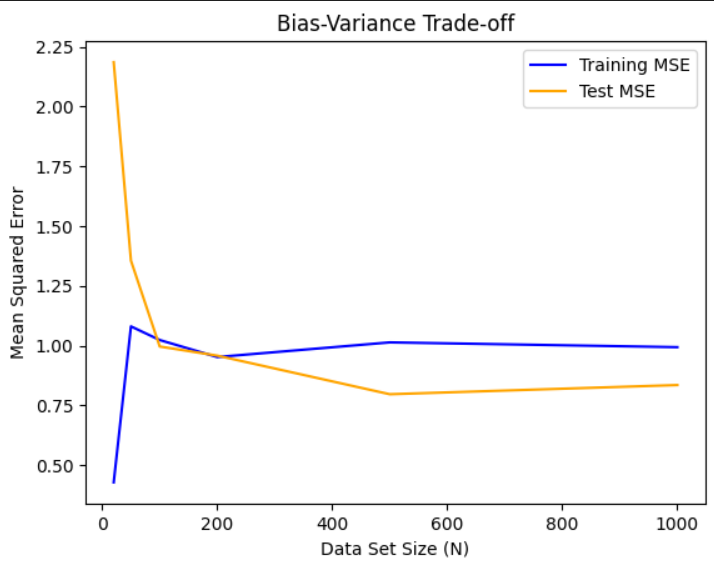 Bias-Variance Trade-off
Training MSE
Test MSE
2.25
2.00
1.75
1.50
1.25
1.00
0.75
0.50
Mean Squared Error
0
200
400
600
800
1000
Data Set Size (N)